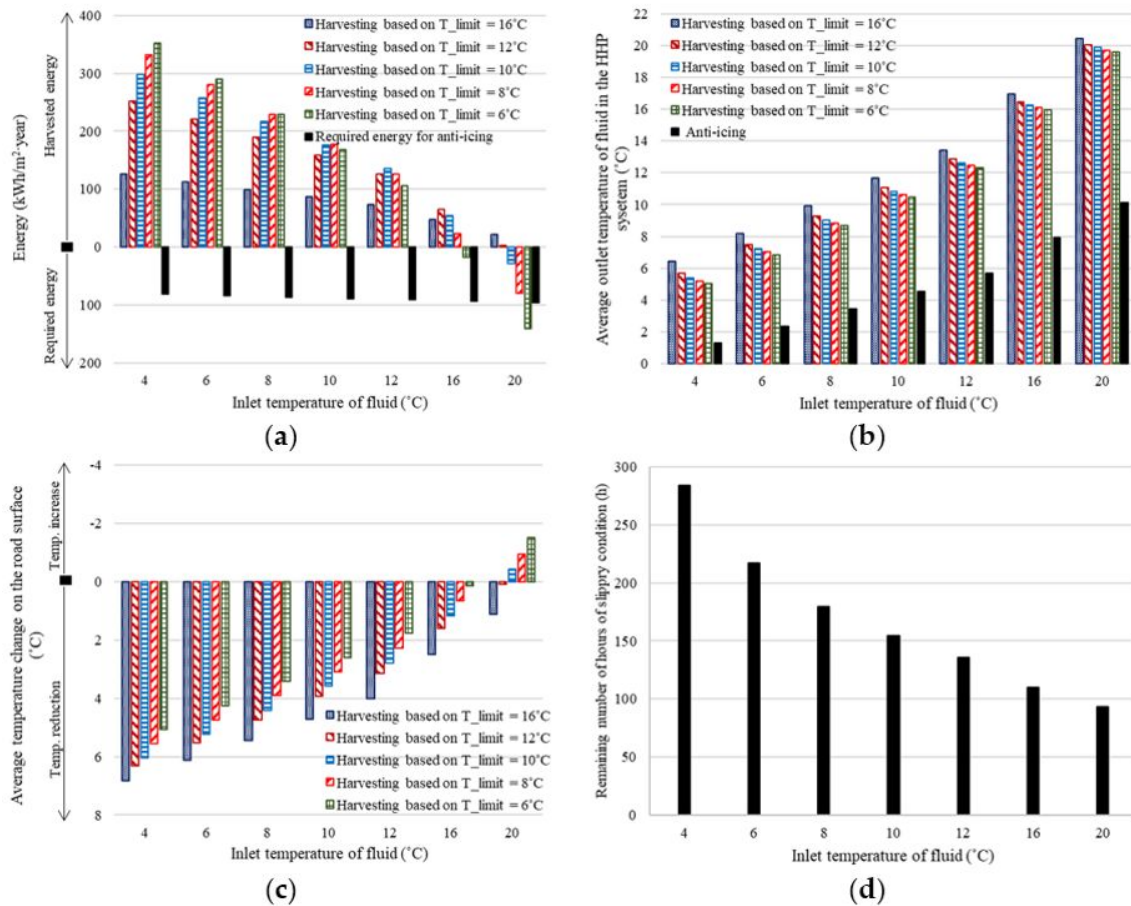 400
300
200
100
0
100
200
Harvested energy
Required energy
Energy (kWh/m²·year)
Harvesting based on T_limit = 16˚C
Harvesting based on T_limit = 12˚C
Harvesting based on T_limit = 10˚C
Harvesting based on T_limit = 8˚C
Harvesting based on T_limit = 6˚C
Required energy for anti-icing
4 6 8 10 12 16 20
Inlet temperature of fluid (˚C)
(a)
22
20
18
16
14
12
10
8
6
4
2
0
Average outlet temperature of fluid in the HHP
sysetem (˚C)
Harvesting based on T_limit = 16˚C
Harvesting based on T_limit = 12˚C
Harvesting based on T_limit = 10˚C
Harvesting based on T_limit = 8˚C
Harvesting based on T_limit = 6˚C
Anti-icing
4 6 8 10 12 16 20
Inlet temperature of fluid (˚C)
(b)
-4
-2
0
2
4
6
8
Temp. increase
Temp. reduction
Average temperature change on the road surface
(˚C)
Harvesting based on T_limit = 16˚C
Harvesting based on T_limit = 12˚C
Harvesting based on T_limit = 10˚C
Harvesting based on T_limit = 8˚C
Harvesting based on T_limit = 6˚C
4 6 8 10 12 16 20
Inlet temperature of fluid (˚C)
(c)
300
250
200
150
100
50
0
Remaining number of hours of slippry condition (h)
4 6 8 10 12 16 20
Inlet temperature of fluid (˚C)
(d)